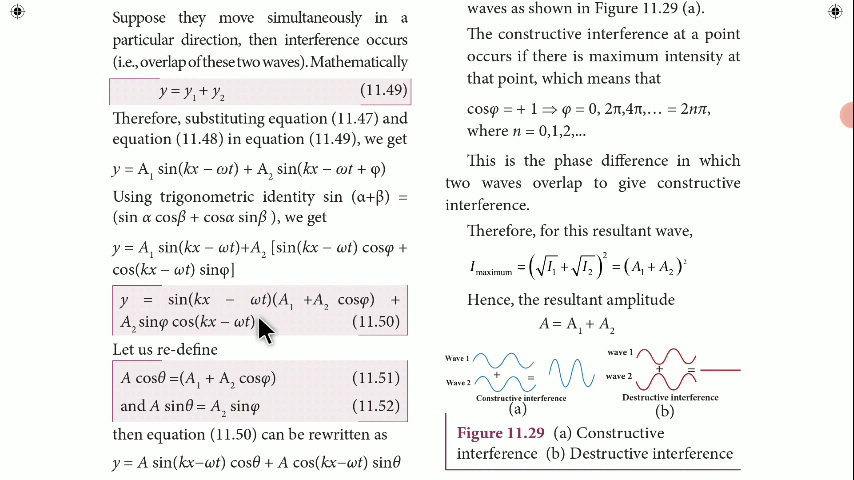 Suppose they move simultaneously in a
particular direction, then interference occurs
(i.e., overlap of these two waves). Mathematically
y = y₁ + y₂ (11.49)
Therefore, substituting equation (11.47) and
equation (11.48) in equation (11.49), we get
y = A₁ sin(kx − ωt) + A₂ sin(kx − ωt + φ)
Using trigonometric identity sin (α+β) =
(sin α cosβ + cosα sinβ ), we get
y = A₁ sin(kx − ωt)+A₂ [sin(kx − ωt) cosφ +
cos(kx − ωt) sinφ]
y = sin(kx − ωt)(A₁ +A₂ cosφ) +
A₂ sinφ cos(kx − ωt) (11.50)
Let us re-define
A cosθ =(A₁ + A₂ cosφ) (11.51)
and A sinθ = A₂ sinφ (11.52)
then equation (11.50) can be rewritten as
y = A sin(kx−ωt) cosθ + A cos(kx−ωt) sinθ
waves as shown in Figure 11.29 (a).
The constructive interference at a point
occurs if there is maximum intensity at
that point, which means that
cosφ = + 1 ⇒ φ = 0, 2π,4π,… = 2nπ,
where n = 0,1,2,...
This is the phase difference in which
two waves overlap to give constructive
interference.
Therefore, for this resultant wave,
I maximum = (√I₁ + √I₂)² = (A₁ + A₂)²
Hence, the resultant amplitude
A = A₁ + A₂
Wave 1
+
Wave 2
=
Constructive interference
(a)
wave 1
+
wave 2
=
Destructive interference
(b)
Figure 11.29 (a) Constructive
interference (b) Destructive interference